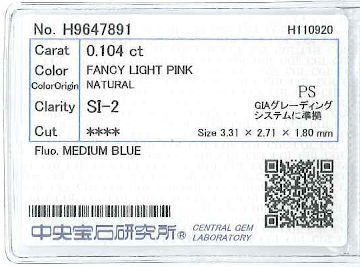 No. H9647891 H110920
Carat 0.104 ct
Color FANCY LIGHT PINK
ColorOrigin NATURAL
Clarity SI-2
PS
GIAグレーディング
システムに準拠
Cut ****
Size 3.31 × 2.71 × 1.80 mm
Fluo. MEDIUM BLUE
中央宝石研究所® CENTRAL GEM
LABORATORY